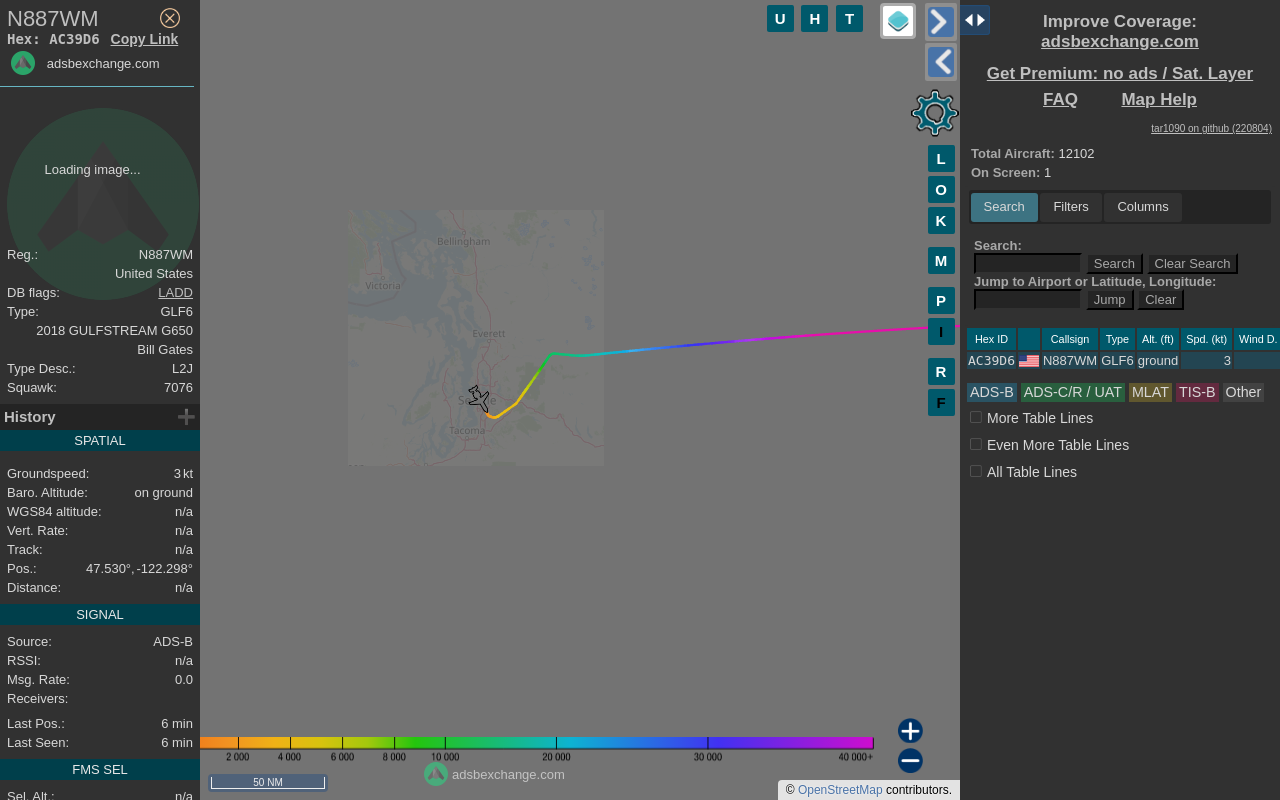 N887WM
Hex: AC39D6 Copy Link
adsbexchange.com
Loading image...
Reg.: N887WM
United States
DB flags: LADD
Type: GLF6
2018 GULFSTREAM G650
Bill Gates
Type Desc.: L2J
Squawk: 7076
History
SPATIAL
Groundspeed: 3 kt
Baro. Altitude: on ground
WGS84 altitude: n/a
Vert. Rate: n/a
Track: n/a
Pos.: 47.530°, -122.298°
Distance: n/a
SIGNAL
Source: ADS-B
RSSI: n/a
Msg. Rate: 0.0
Receivers:
Last Pos.: 6 min
Last Seen: 6 min
FMS SEL
Sel. Alt.: n/a
U H T
L
O
K
M
P
I
R
F
Bellingham
Victoria
Everett
Tacoma
2 000 4 000 6 000 8 000 10 000 20 000 30 000 40 000+
adsbexchange.com
50 NM
© OpenStreetMap contributors.
Improve Coverage:
adsbexchange.com
Get Premium: no ads / Sat. Layer
FAQ Map Help
tar1090 on github (220804)
Total Aircraft: 12102
On Screen: 1
Search Filters Columns
Search:
Search Clear Search
Jump to Airport or Latitude, Longitude:
Jump Clear
Hex ID Callsign Type Alt. (ft) Spd. (kt) Wind D.
AC39D6 N887WM GLF6 ground 3
ADS-B ADS-C/R / UAT MLAT TIS-B Other
More Table Lines
Even More Table Lines
All Table Lines